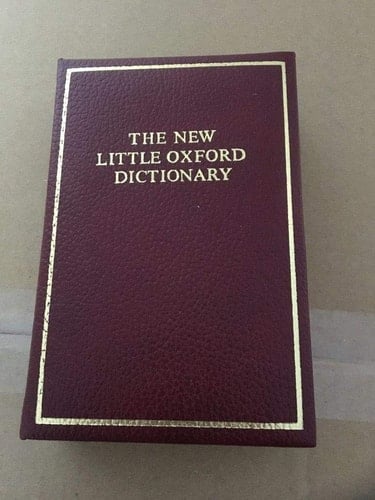 THE NEW
LITTLE OXFORD
DICTIONARY